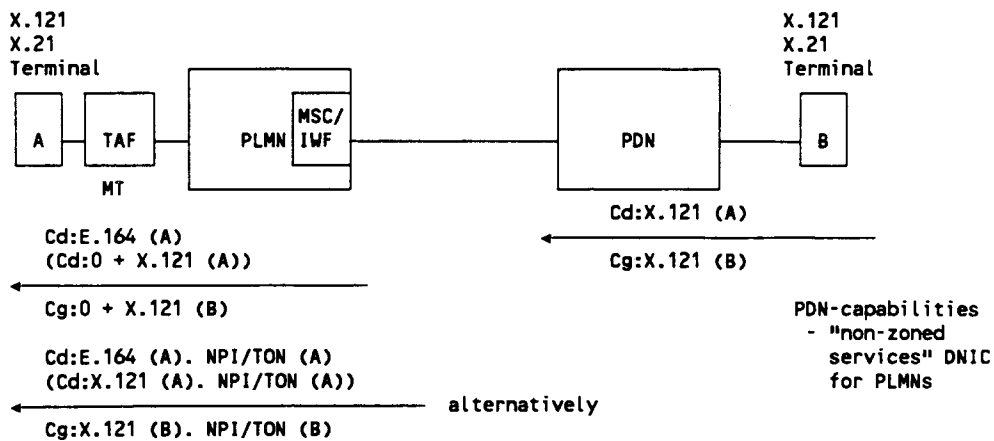 X.121
X.21
Terminal
X.121
X.21
Terminal
A
TAF
PLMN
MSC/
IWF
PDN
B
MT
Cd:X.121 (A)
Cg:X.121 (B)
Cd:E.164 (A)
(Cd:0 + X.121 (A))
Cg:0 + X.121 (B)
PDN-capabilities
- "non-zoned
services" DNIC
for PLMNs
Cd:E.164 (A). NPI/TON (A)
(Cd:X.121 (A). NPI/TON (A))
alternatively
Cg:X.121 (B). NPI/TON (B)